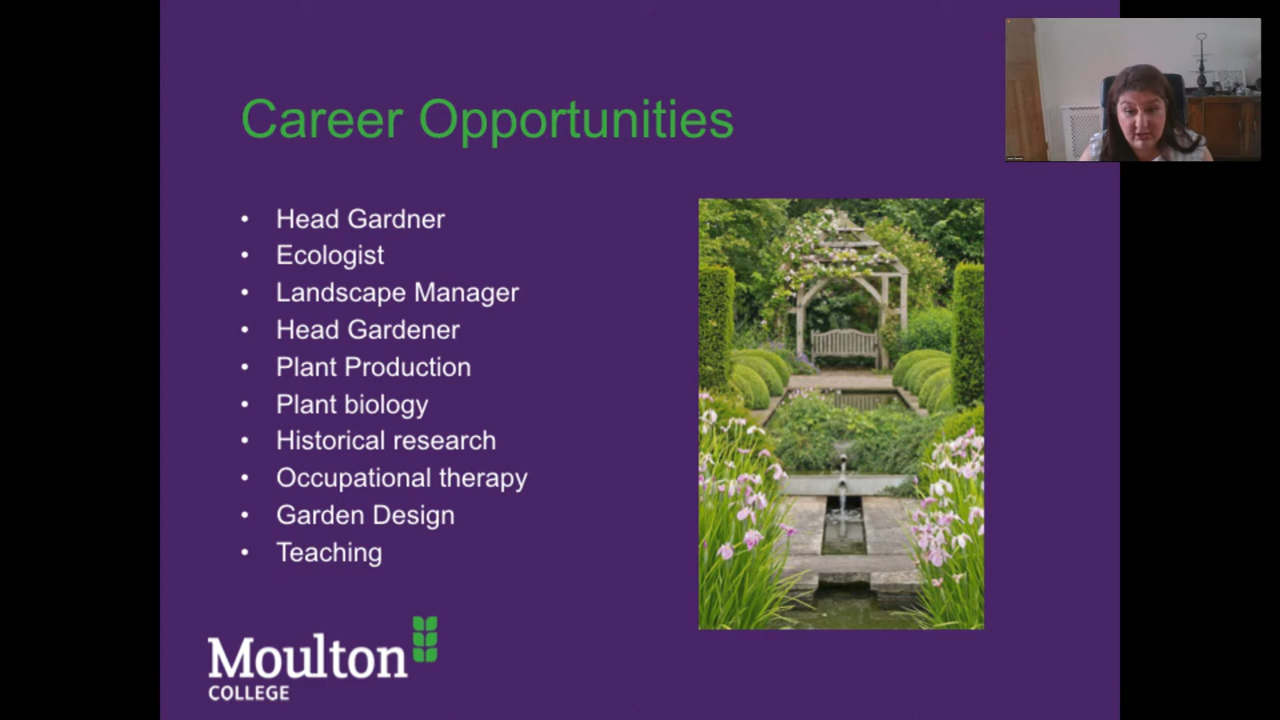 Career Opportunities
• Head Gardner
• Ecologist
• Landscape Manager
• Head Gardener
• Plant Production
• Plant biology
• Historical research
• Occupational therapy
• Garden Design
• Teaching
Moulton
COLLEGE